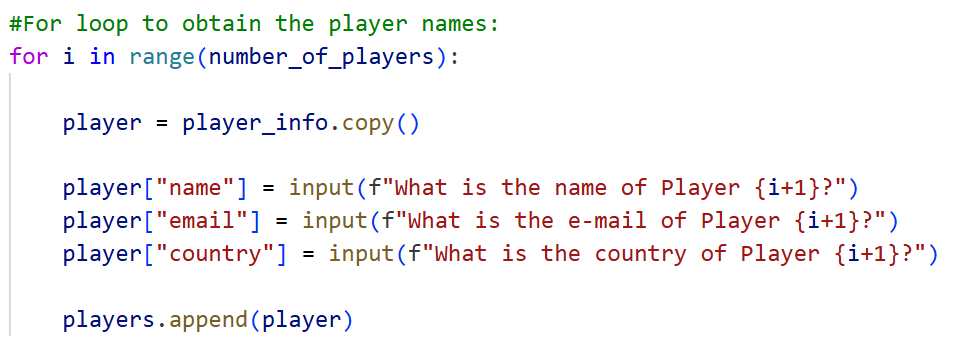 #For loop to obtain the player names:
for i in range(number_of_players):
player = player_info.copy()
player["name"] = input(f"What is the name of Player {i+1}?")
player["email"] = input(f"What is the e-mail of Player {i+1}?")
player["country"] = input(f"What is the country of Player {i+1}?")
players.append(player)